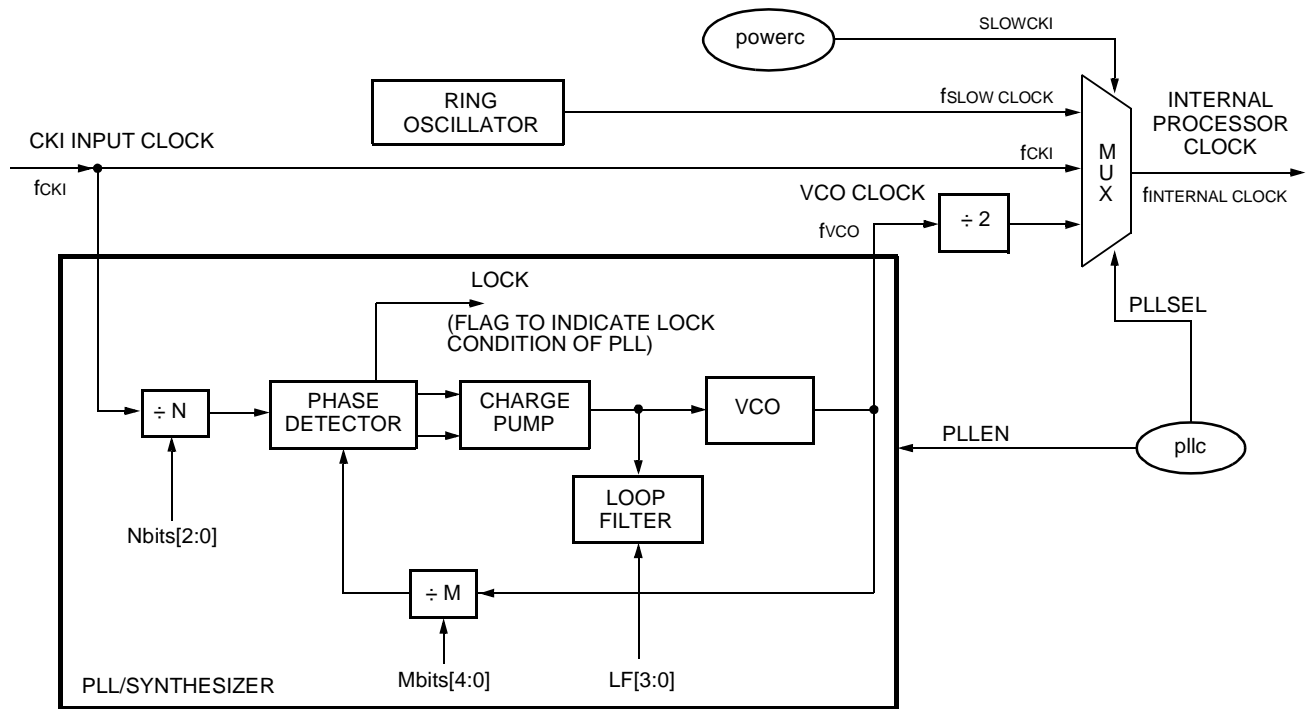 SLOWCKI
powerc
RING
OSCILLATOR
fSLOW CLOCK
INTERNAL
PROCESSOR
CLOCK
CKI INPUT CLOCK
fCKI
fCKI
M
U
X
fINTERNAL CLOCK
VCO CLOCK
fVCO
÷ 2
LOCK
(FLAG TO INDICATE LOCK
CONDITION OF PLL)
PLLSEL
÷ N
PHASE
DETECTOR
CHARGE
PUMP
VCO
PLLEN
pllc
LOOP
FILTER
Nbits[2:0]
÷ M
Mbits[4:0]
LF[3:0]
PLL/SYNTHESIZER